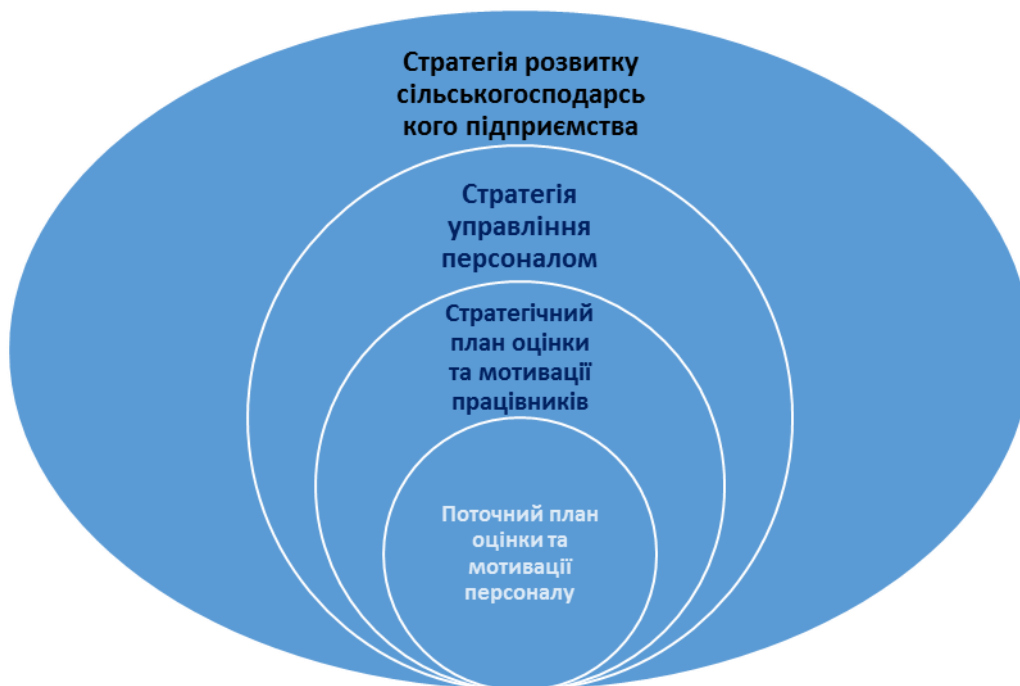 Стратегія розвитку
сільськогосподарсь
кого підприємства
Стратегія
управління
персоналом
Стратегічний
план оцінки
та мотивації
працівників
Поточний план
оцінки та
мотивації
персоналу